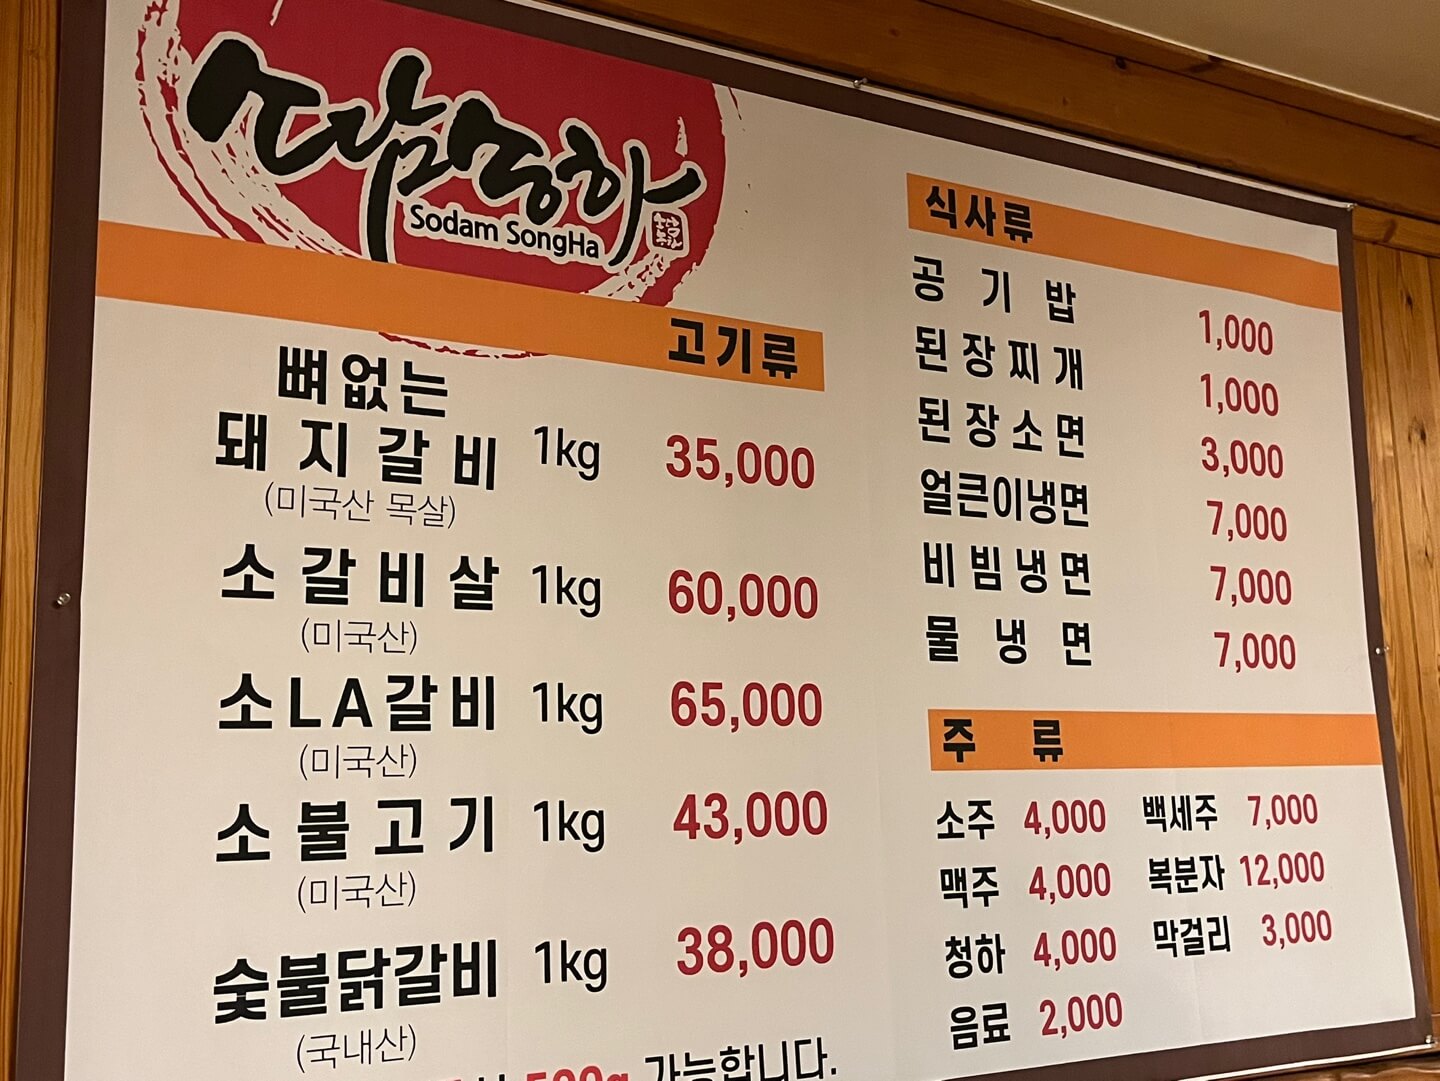 소담송하
Sodam SongHa
고기류
뼈없는
돼지갈비 1kg 35,000
(미국산 목살)
소갈비살 1kg 60,000
(미국산)
소LA갈비 1kg 65,000
(미국산)
소불고기 1kg 43,000
(미국산)
숯불닭갈비 1kg 38,000
(국내산)
500g 가능합니다.
식사류
공기밥 1,000
된장찌개 1,000
된장소면 3,000
얼큰이냉면 7,000
비빔냉면 7,000
물냉면 7,000
주류
소주 4,000 백세주 7,000
맥주 4,000 복분자 12,000
청하 4,000 막걸리 3,000
음료 2,000